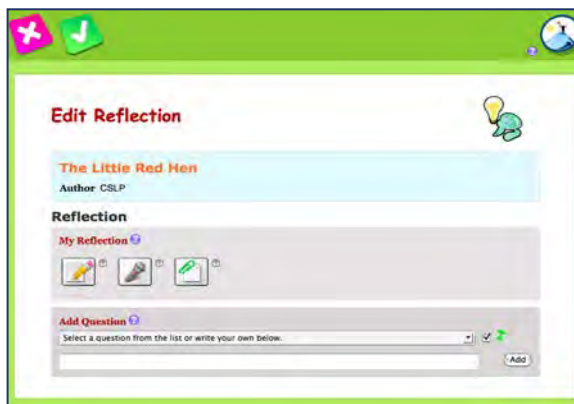 Edit Reflection
The Little Red Hen
Author CSLP
Reflection
My Reflection
Add Question
Select a question from the list or write your own below.
Add